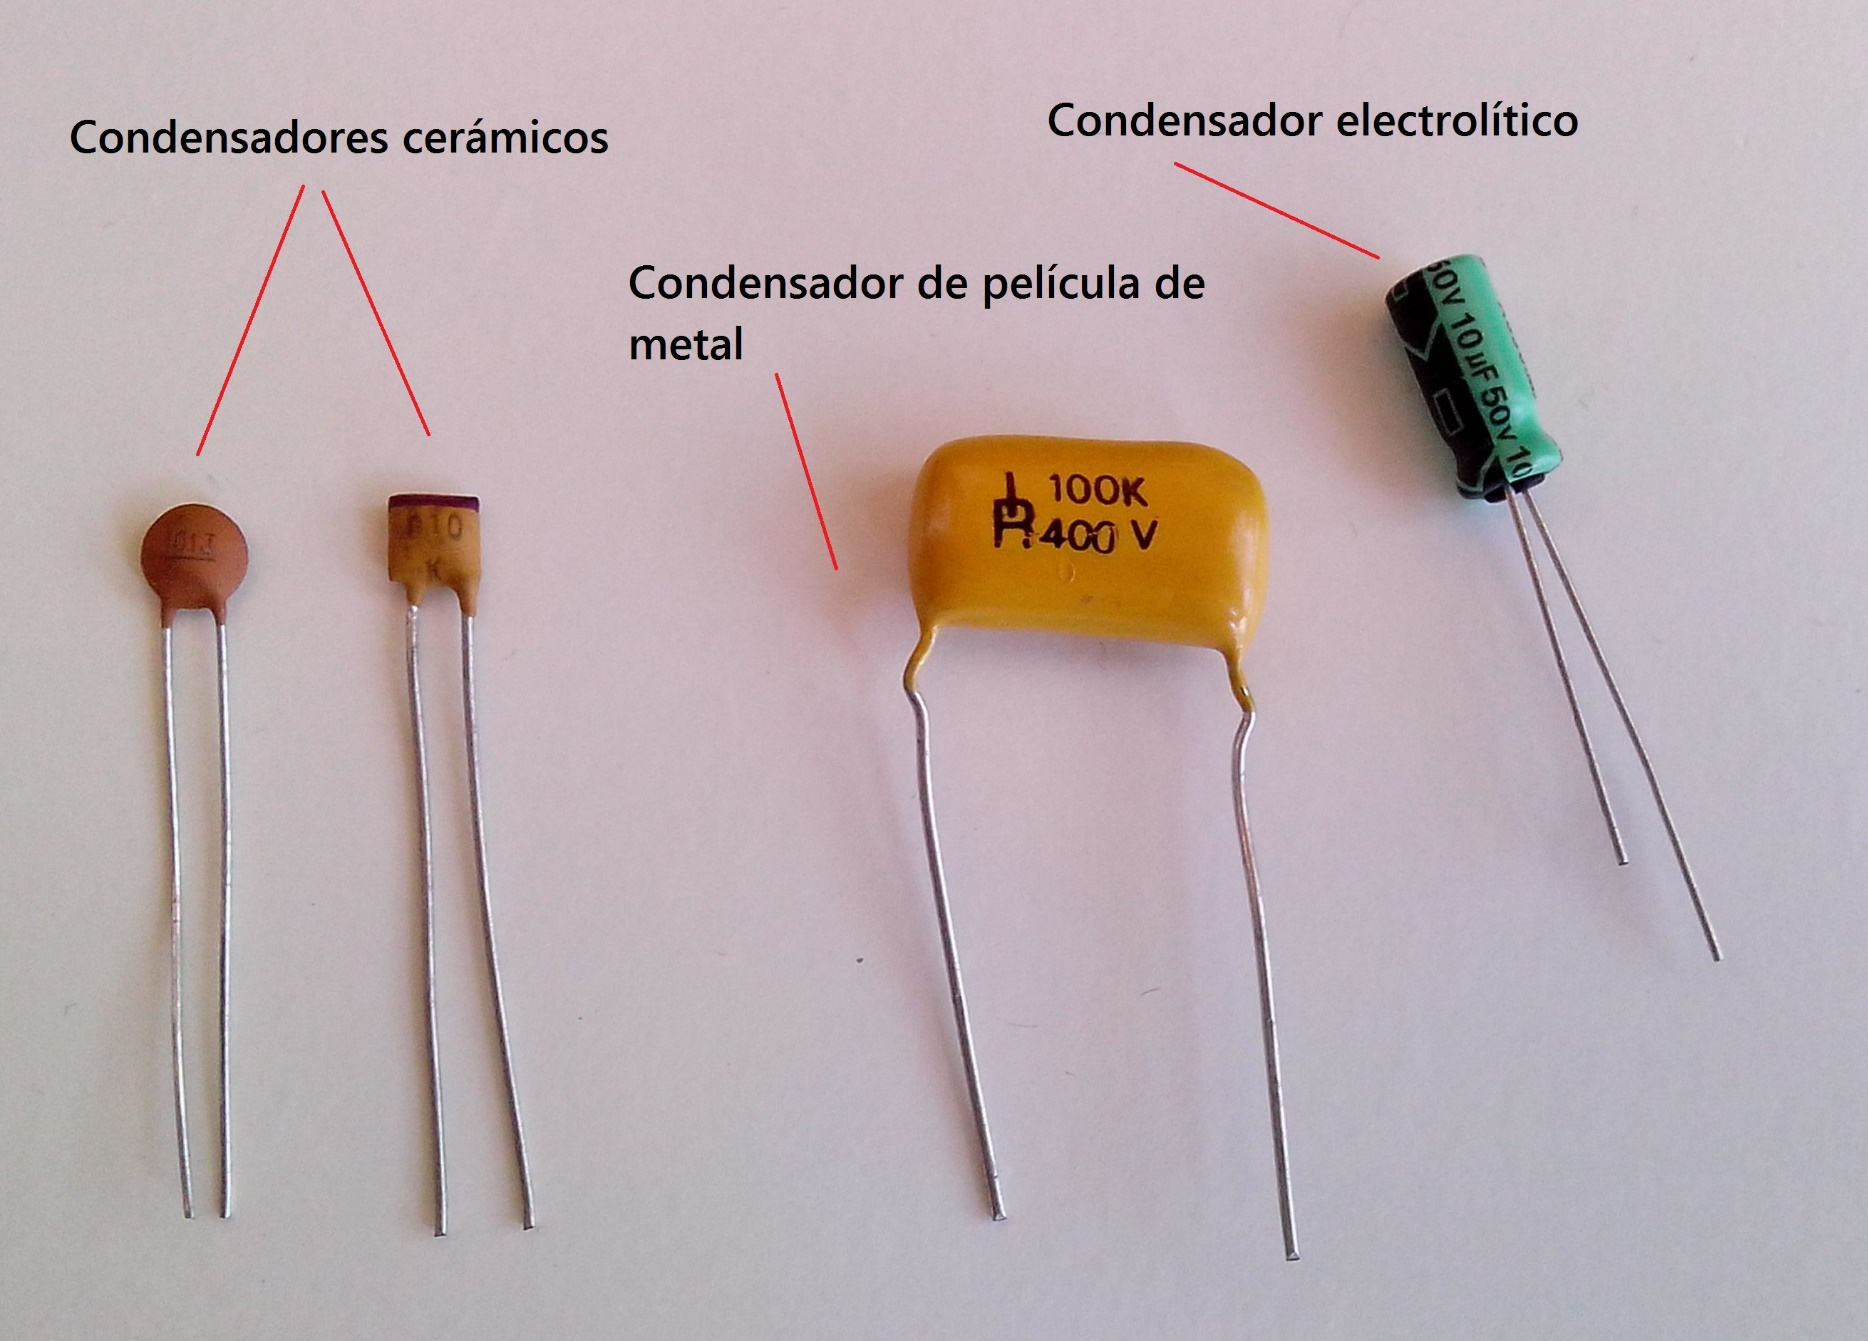 Condensadores cerámicos
Condensador electrolítico
Condensador de película de
metal
100K
400 V
50V 10µF 50V 10
K